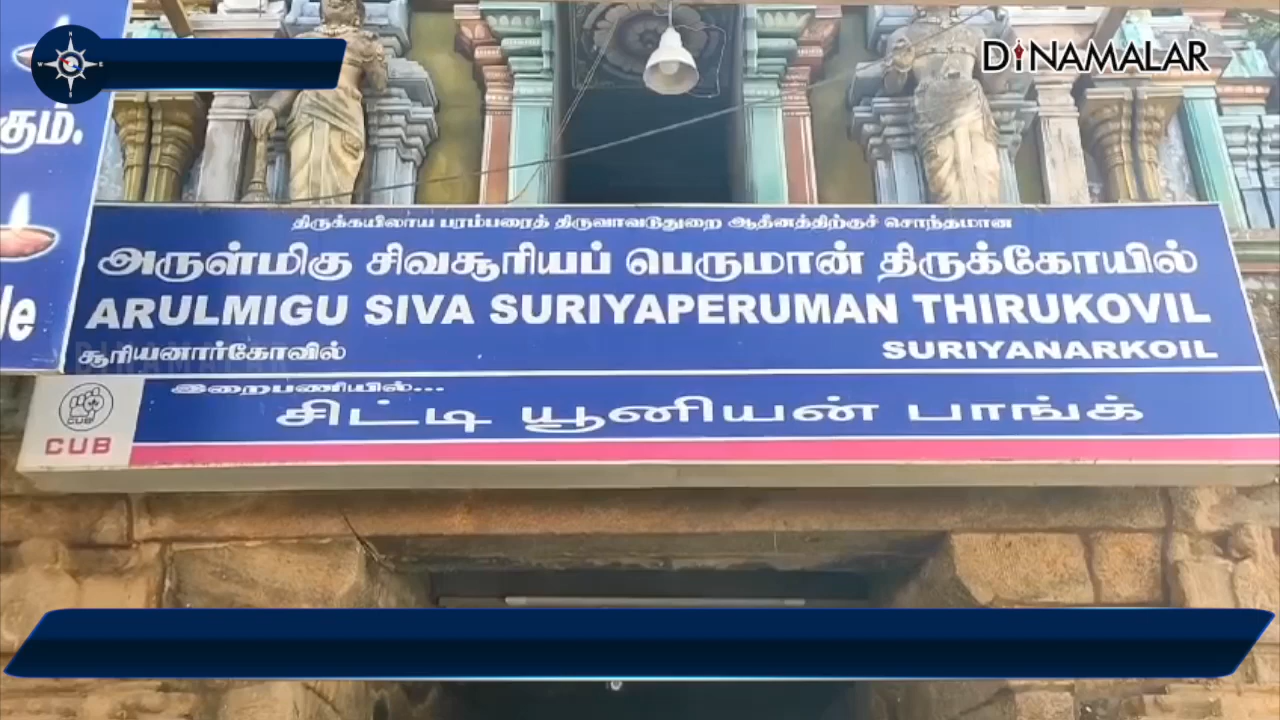 DINAMALAR
கும்.
le
திருக்கயிலாய பரம்பரைத் திருவாவடுதுறை ஆதீனத்திற்குச் சொந்தமான
அருள்மிகு சிவசூரியப் பெருமான் திருக்கோயில்
ARULMIGU SIVA SURIYAPERUMAN THIRUKOVIL
சூரியனார்கோவில் SURIYANARKOIL
இறைபணியில்...
சிட்டி யூனியன் பாங்க்
CUB
CUB